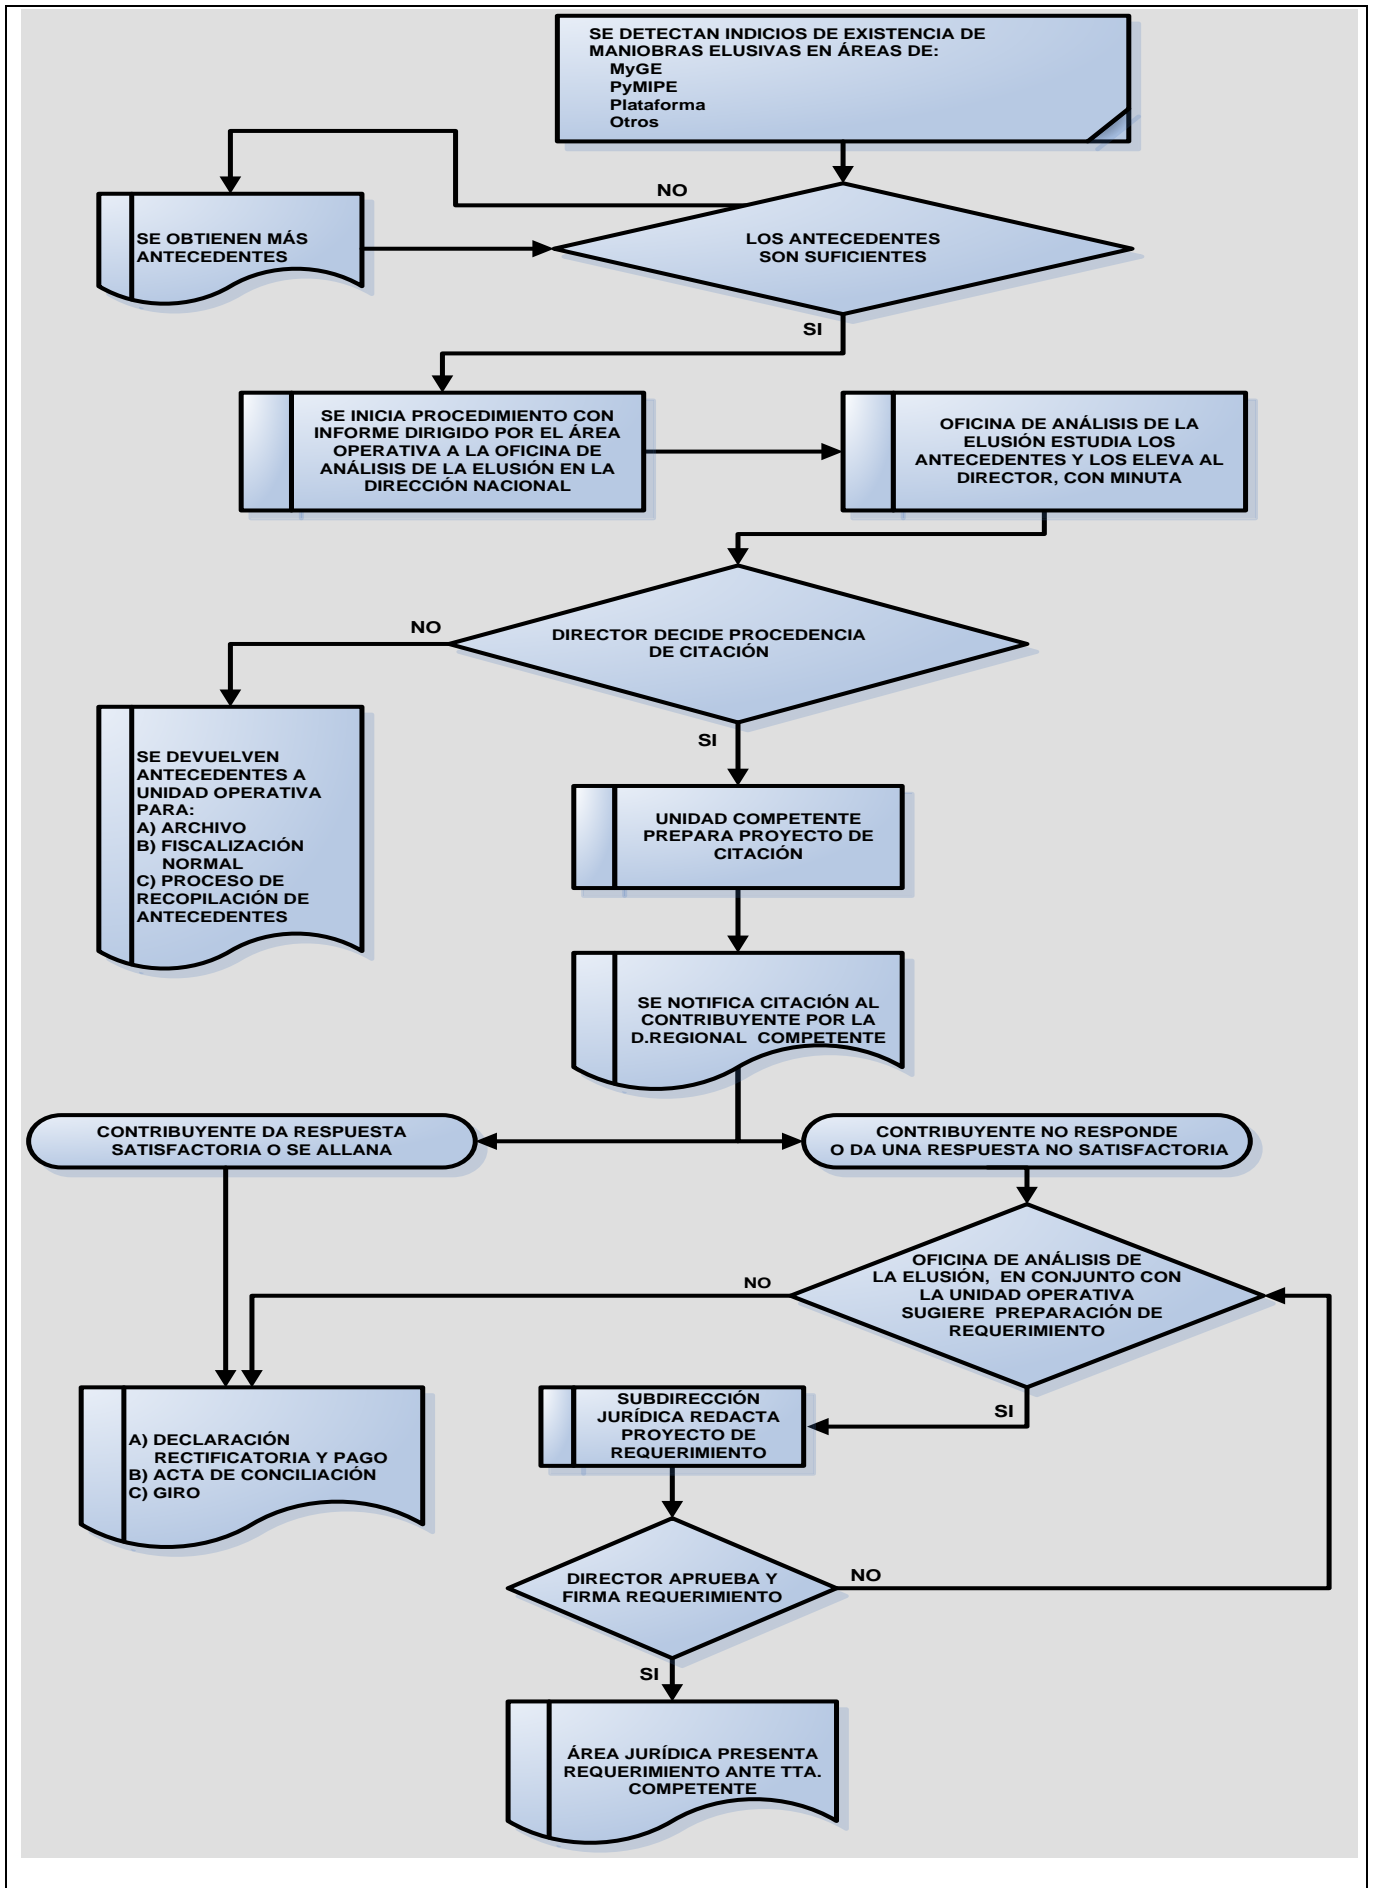 SE DETECTAN INDICIOS DE EXISTENCIA DE
MANIOBRAS ELUSIVAS EN ÁREAS DE:
MyGE
PyMIPE
Plataforma
Otros
NO
SE OBTIENEN MÁS
ANTECEDENTES
LOS ANTECEDENTES
SON SUFICIENTES
SI
SE INICIA PROCEDIMIENTO CON
INFORME DIRIGIDO POR EL ÁREA
OPERATIVA A LA OFICINA DE
ANÁLISIS DE LA ELUSIÓN EN LA
DIRECCIÓN NACIONAL
OFICINA DE ANÁLISIS DE LA
ELUSIÓN ESTUDIA LOS
ANTECEDENTES Y LOS ELEVA AL
DIRECTOR, CON MINUTA
NO
DIRECTOR DECIDE PROCEDENCIA
DE CITACIÓN
SI
SE DEVUELVEN
ANTECEDENTES A
UNIDAD OPERATIVA
PARA:
A) ARCHIVO
B) FISCALIZACIÓN
NORMAL
C) PROCESO DE
RECOPILACIÓN DE
ANTECEDENTES
UNIDAD COMPETENTE
PREPARA PROYECTO DE
CITACIÓN
SE NOTIFICA CITACIÓN AL
CONTRIBUYENTE POR LA
D.REGIONAL COMPETENTE
CONTRIBUYENTE DA RESPUESTA
SATISFACTORIA O SE ALLANA
CONTRIBUYENTE NO RESPONDE
O DA UNA RESPUESTA NO SATISFACTORIA
NO
OFICINA DE ANÁLISIS DE
LA ELUSIÓN, EN CONJUNTO CON
LA UNIDAD OPERATIVA
SUGIERE PREPARACIÓN DE
REQUERIMIENTO
SI
A) DECLARACIÓN
RECTIFICATORIA Y PAGO
B) ACTA DE CONCILIACIÓN
C) GIRO
SUBDIRECCIÓN
JURÍDICA REDACTA
PROYECTO DE
REQUERIMIENTO
DIRECTOR APRUEBA Y
FIRMA REQUERIMIENTO
NO
SI
ÁREA JURÍDICA PRESENTA
REQUERIMIENTO ANTE TTA.
COMPETENTE